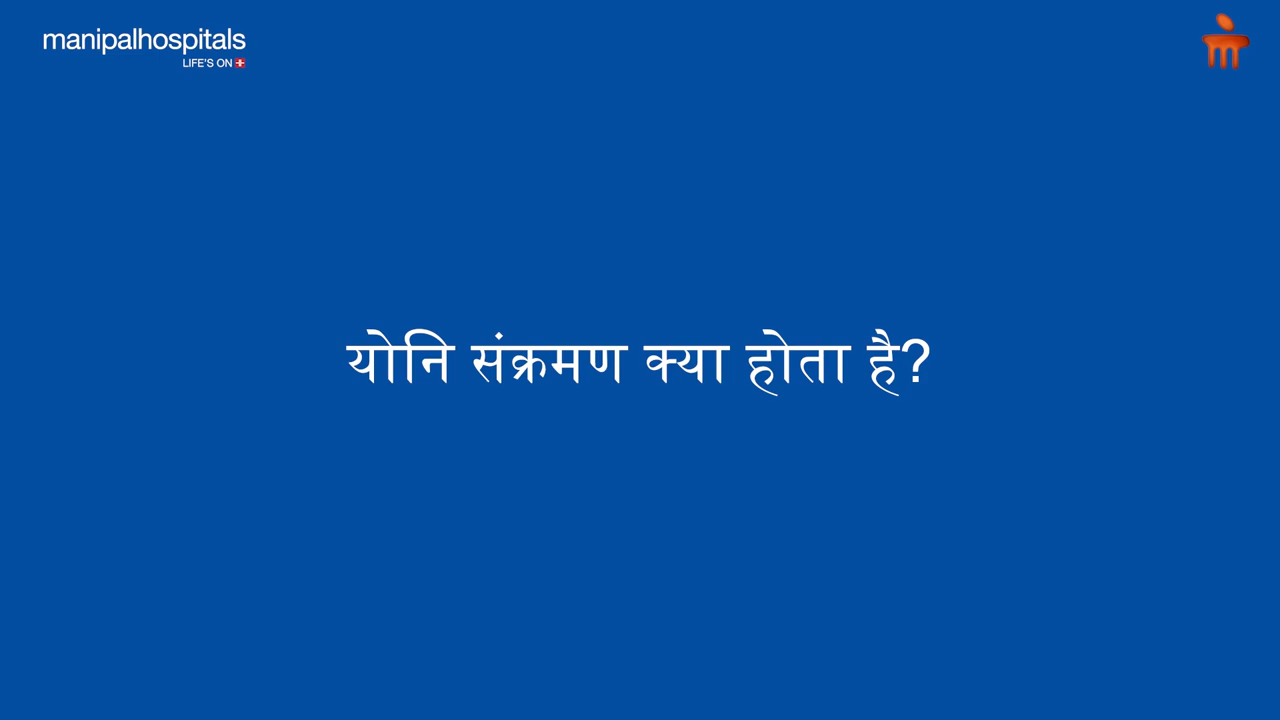 manipalhospitals
LIFE'S ON
योनि संक्रमण क्या होता है?